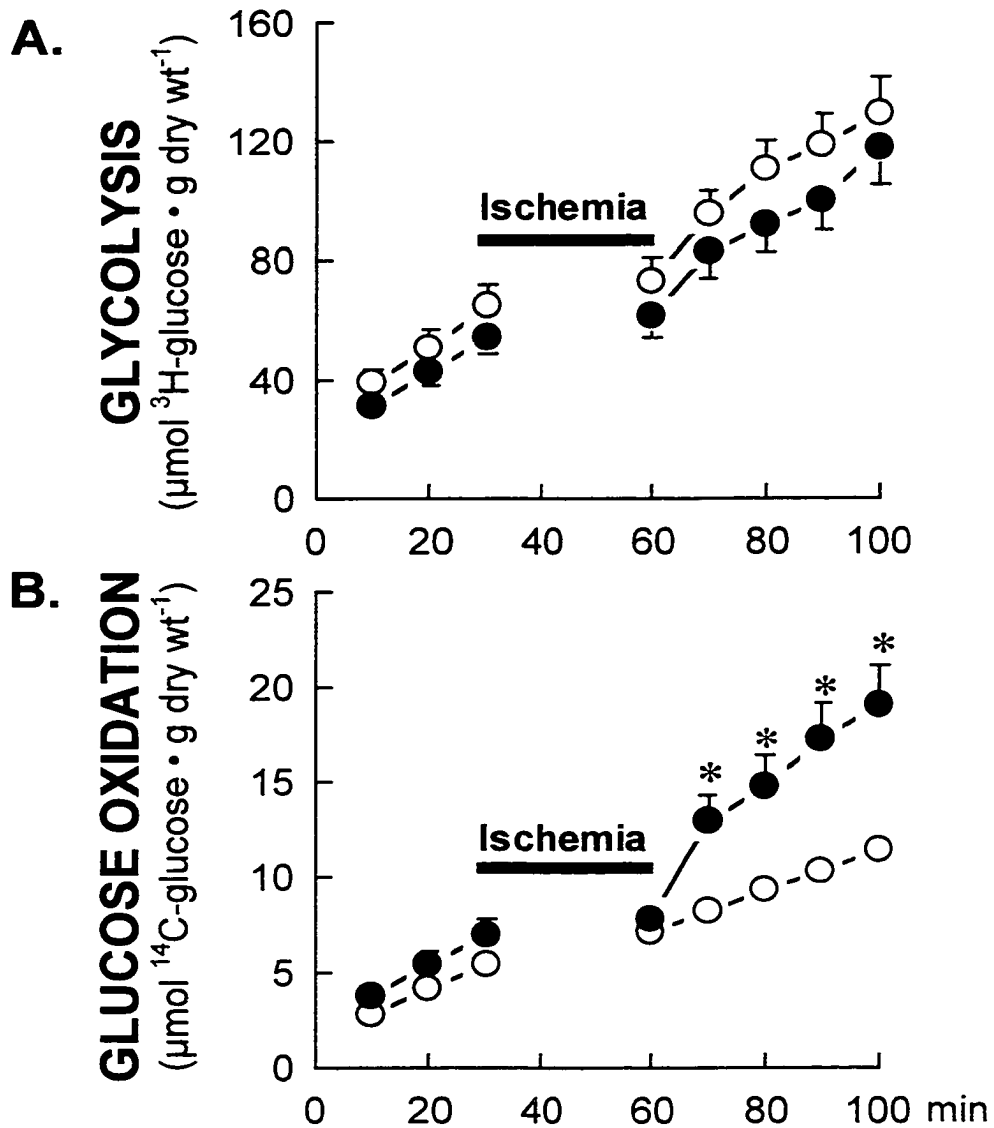 A.
GLYCOLYSIS
(µmol ³H-glucose • g dry wt⁻¹)
160
120
80
40
0
Ischemia
0 20 40 60 80 100
B.
GLUCOSE OXIDATION
(µmol ¹⁴C-glucose • g dry wt⁻¹)
25
20
15
10
5
0
Ischemia
* * * *
0 20 40 60 80 100 min